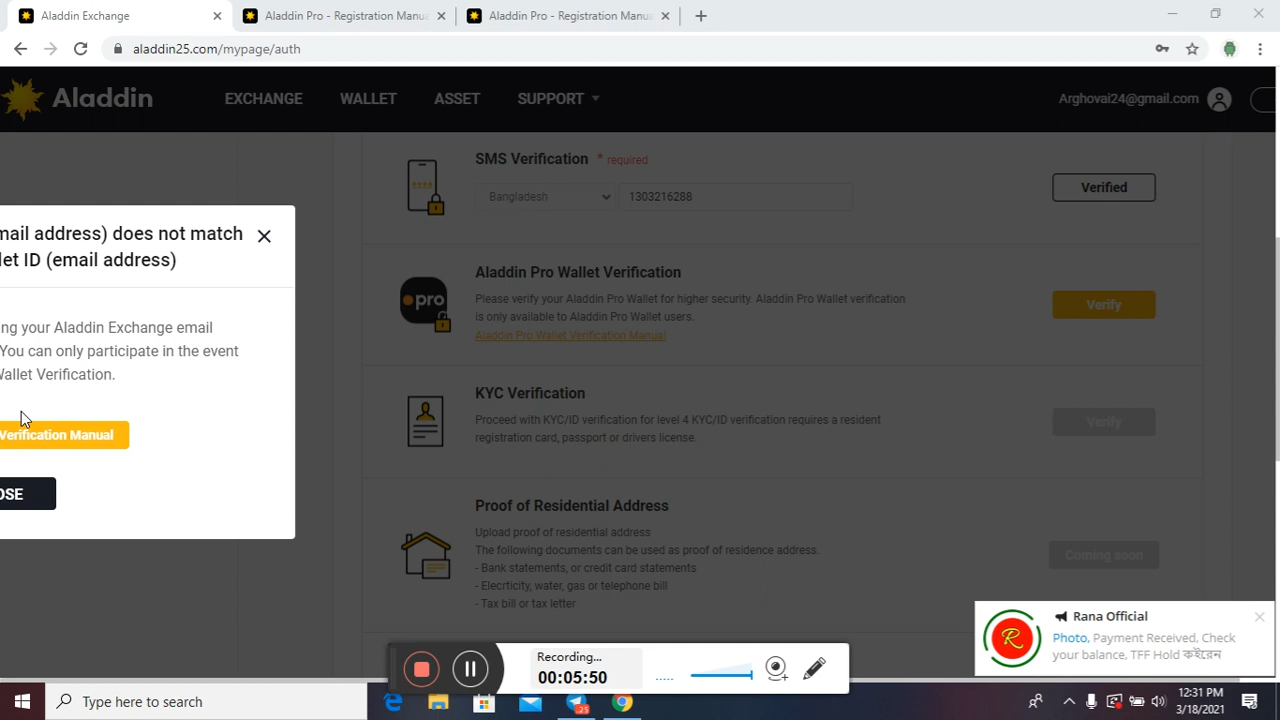 Aladdin Exchange
Aladdin Pro - Registration Manua
Aladdin Pro - Registration Manua
aladdin25.com/mypage/auth
Aladdin
EXCHANGE
WALLET
ASSET
SUPPORT
Arghovai24@gmail.com
SMS Verification * required
Bangladesh
1303216288
Verified
mail address) does not match
let ID (email address)
ng your Aladdin Exchange email
You can only participate in the event
Wallet Verification.
Verification Manual
OSE
Aladdin Pro Wallet Verification
pro
Please verify your Aladdin Pro Wallet for higher security. Aladdin Pro Wallet verification
is only available to Aladdin Pro Wallet users.
Aladdin Pro Wallet Verification Manual
Verify
KYC Verification
Proceed with KYC/ID verification for level 4 KYC/ID verification requires a resident
registration card, passport or drivers license.
Verify
Proof of Residential Address
Upload proof of residential address
The following documents can be used as proof of residence address.
- Bank statements, or credit card statements
- Elecrticity, water, gas or telephone bill
- Tax bill or tax letter
Coming soon
Rana Official
Photo, Payment Received, Check
your balance, TFF Hold কইরেন
R
Recording...
00:05:50
Type here to search
25
12:31 PM
3/18/2021